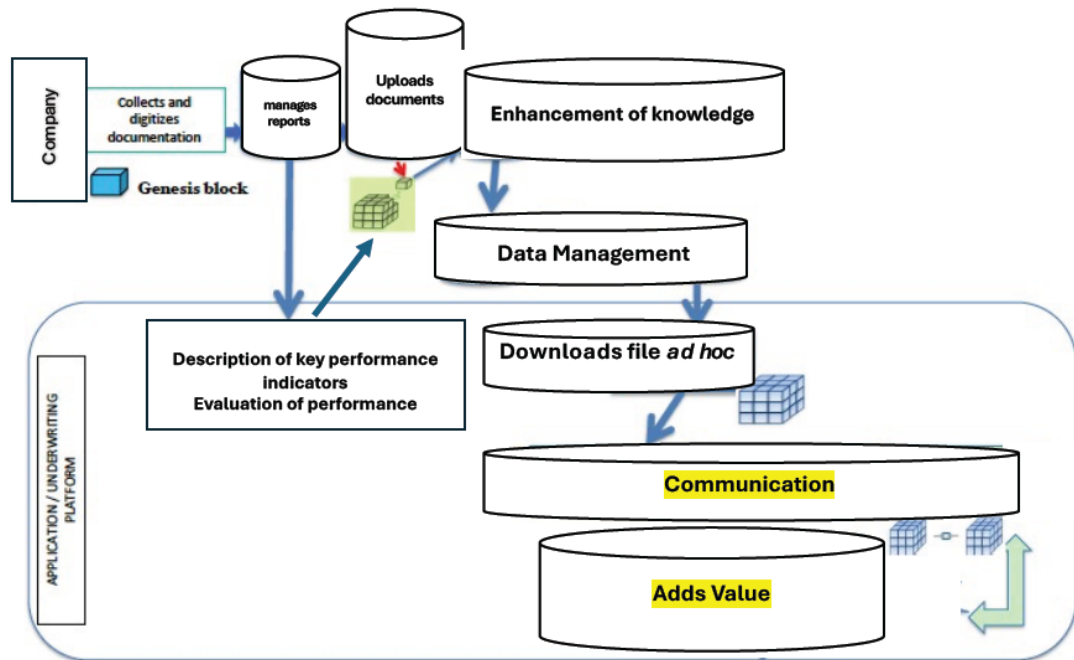 Company
Collects and
digitizes
documentation
Genesis block
manages
reports
Uploads
documents
Enhancement of knowledge
Data Management
APPLICATION / UNDERWRITING
PLATFORM
Description of key performance
indicators
Evaluation of performance
Downloads file ad hoc
Communication
Adds Value